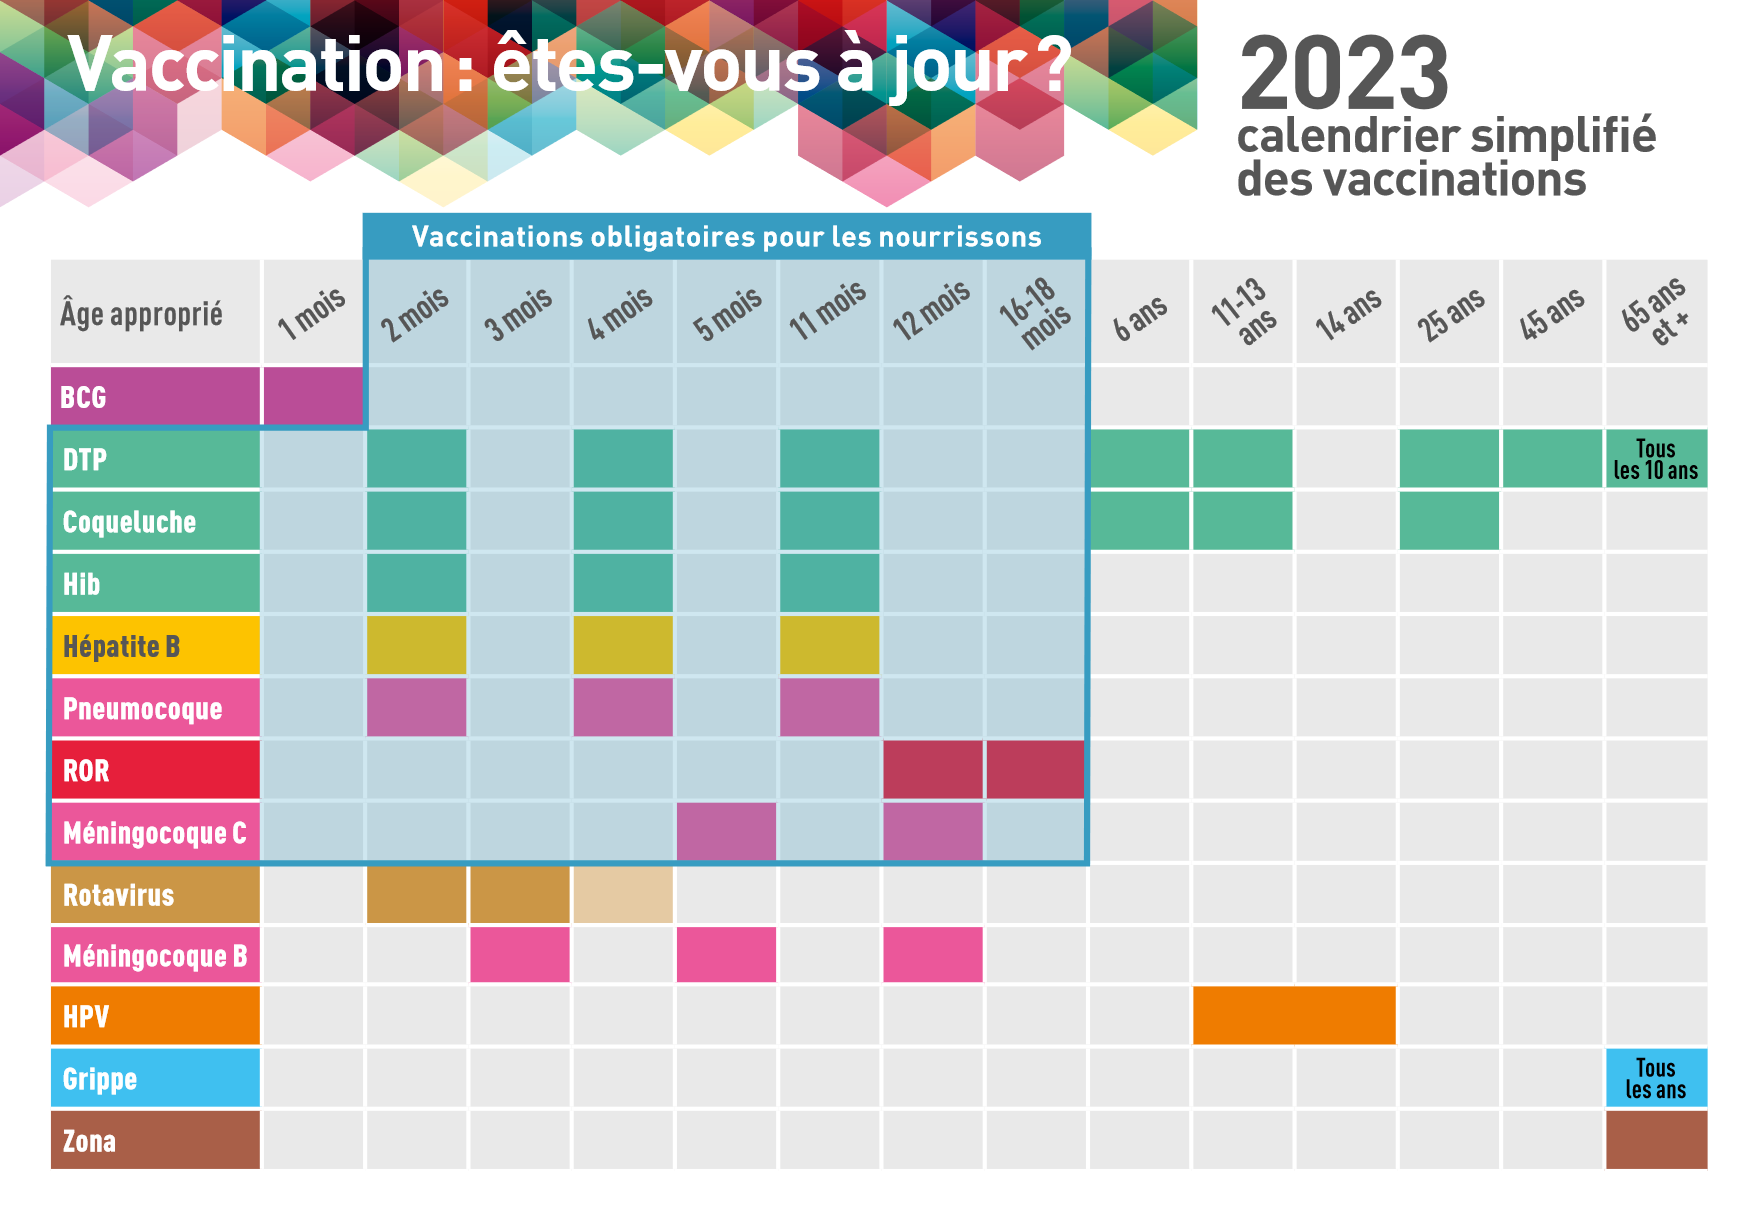 Vaccination : êtes-vous à jour ?
2023
calendrier simplifié
des vaccinations
Vaccinations obligatoires pour les nourrissons
Âge approprié
1 mois
2 mois
3 mois
4 mois
5 mois
11 mois
12 mois
16-18
mois
6 ans
11-13
ans
14 ans
25 ans
45 ans
65 ans
et +
BCG
DTP
Tous
les 10 ans
Coqueluche
Hib
Hépatite B
Pneumocoque
ROR
Méningocoque C
Rotavirus
Méningocoque B
HPV
Grippe
Tous
les ans
Zona